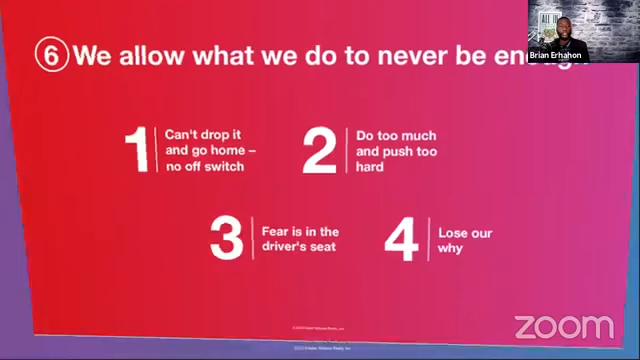 6 We allow what we do to never be enough
Brian Erhahon
1 Can't drop it
and go home –
no off switch
2 Do too much
and push too
hard
3 Fear is in the
driver's seat
4 Lose our
why
zoom